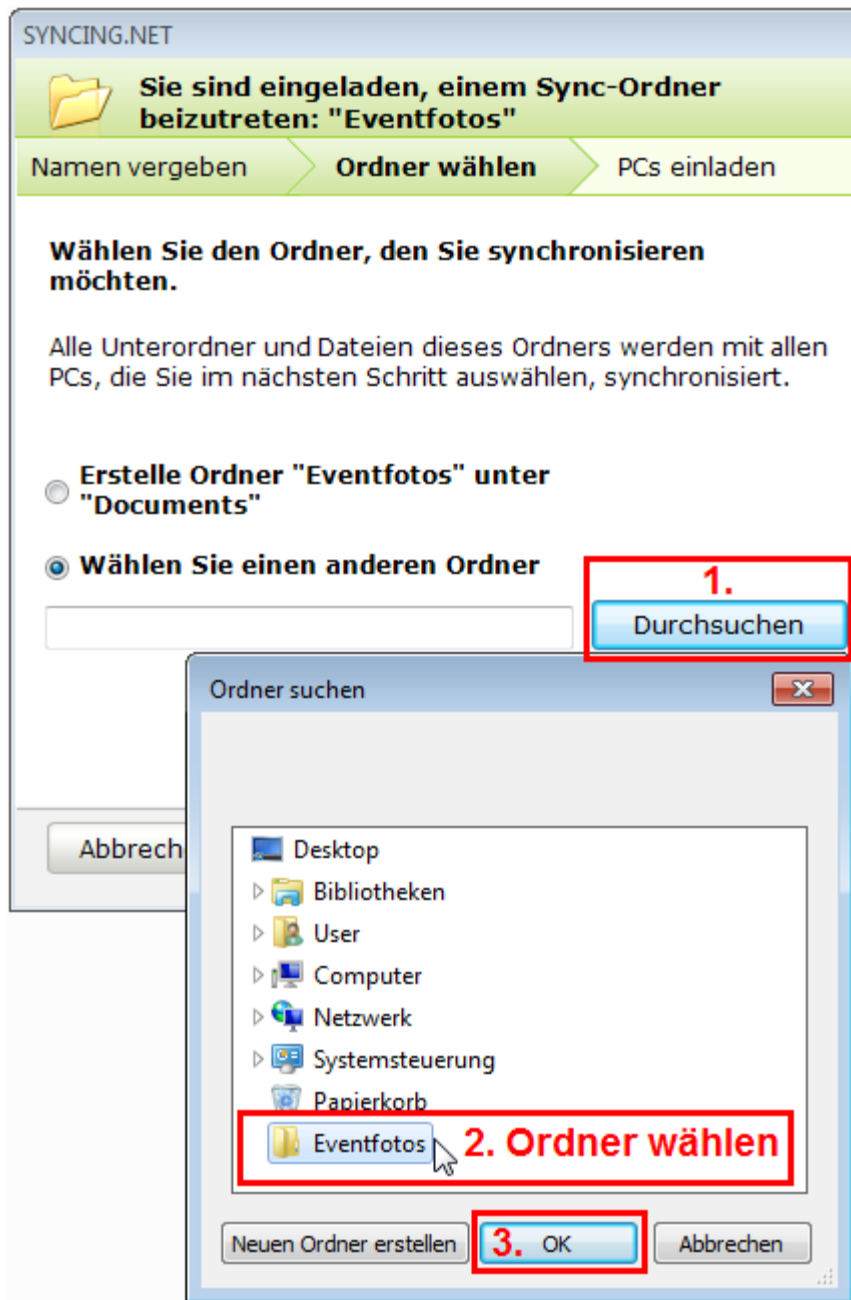 SYNCING.NET
Sie sind eingeladen, einem Sync-Ordner
beizutreten: "Eventfotos"
Namen vergeben
Ordner wählen
PCs einladen
Wählen Sie den Ordner, den Sie synchronisieren
möchten.
Alle Unterordner und Dateien dieses Ordners werden mit allen
PCs, die Sie im nächsten Schritt auswählen, synchronisiert.
Erstelle Ordner "Eventfotos" unter
"Documents"
Wählen Sie einen anderen Ordner
1.
Durchsuchen
Ordner suchen
Abbrech
Desktop
Bibliotheken
User
Computer
Netzwerk
Systemsteuerung
Papierkorb
Eventfotos
2. Ordner wählen
Neuen Ordner erstellen
3. OK
Abbrechen